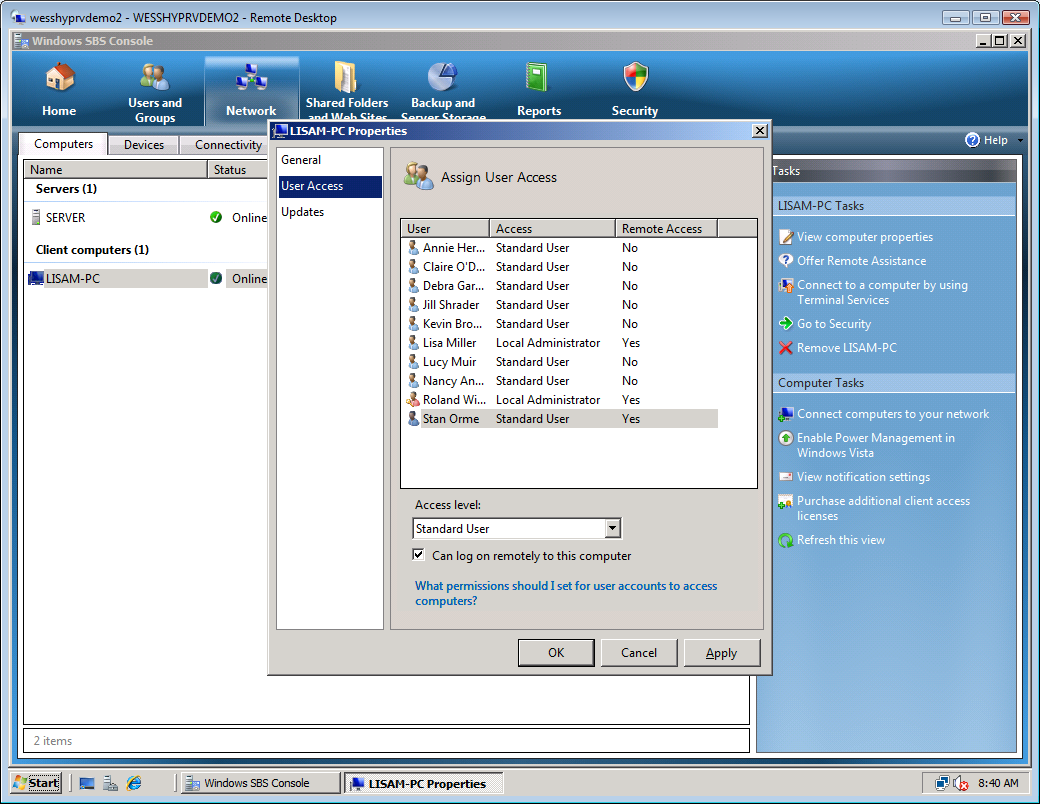 wesshyprvdemo2 - WESSHYPRVDEMO2 - Remote Desktop
Windows SBS Console
Home
Users and
Groups
Network
Shared Folders
and Web Sites
Backup and
Server Storage
Reports
Security
Computers
Devices
Connectivity
Help
Name
Status
Servers (1)
SERVER
Online
Client computers (1)
LISAM-PC
Online
2 items
LISAM-PC Properties
General
User Access
Updates
Assign User Access
User Access Remote Access
Annie Her... Standard User No
Claire O'D... Standard User No
Debra Gar... Standard User No
Jill Shrader Standard User No
Kevin Bro... Standard User No
Lisa Miller Local Administrator Yes
Lucy Muir Standard User No
Nancy An... Standard User No
Roland Wi... Local Administrator Yes
Stan Orme Standard User Yes
Access level:
Standard User
Can log on remotely to this computer
What permissions should I set for user accounts to access
computers?
OK
Cancel
Apply
Tasks
LISAM-PC Tasks
View computer properties
Offer Remote Assistance
Connect to a computer by using
Terminal Services
Go to Security
Remove LISAM-PC
Computer Tasks
Connect computers to your network
Enable Power Management in
Windows Vista
View notification settings
Purchase additional client access
licenses
Refresh this view
Start
Windows SBS Console
LISAM-PC Properties
8:40 AM